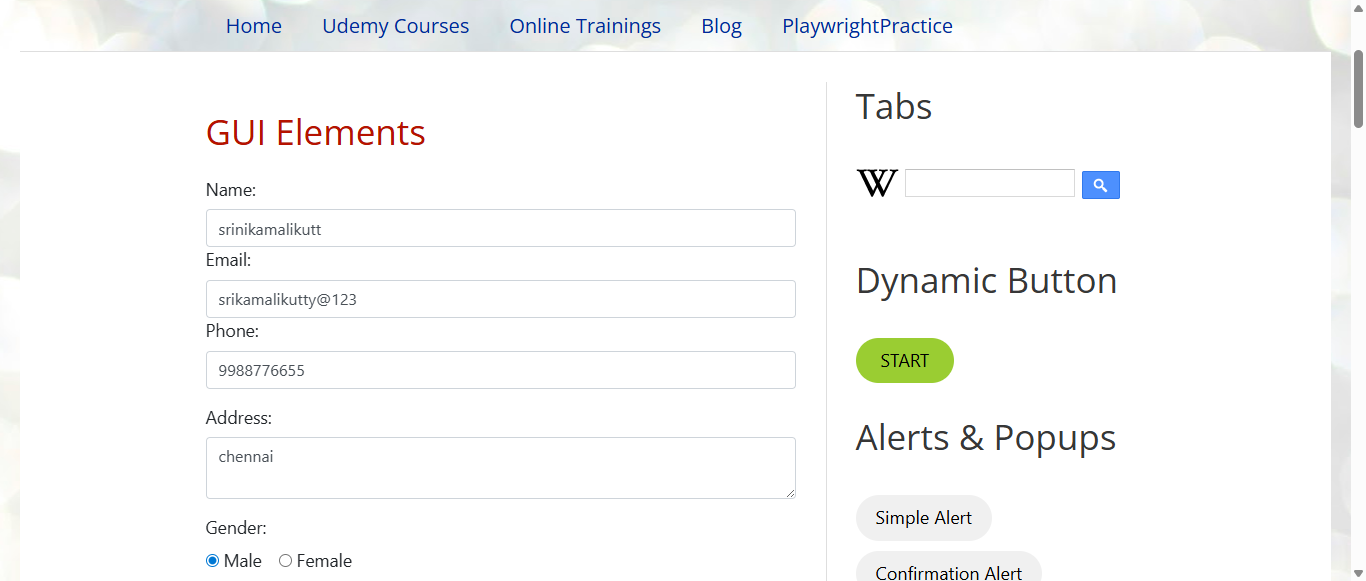 Home Udemy Courses Online Trainings Blog PlaywrightPractice
GUI Elements
Name:
srinikamalikutt
Email:
srikamalikutty@123
Phone:
9988776655
Address:
chennai
Gender:
Male Female
Tabs
W
Dynamic Button
START
Alerts & Popups
Simple Alert
Confirmation Alert